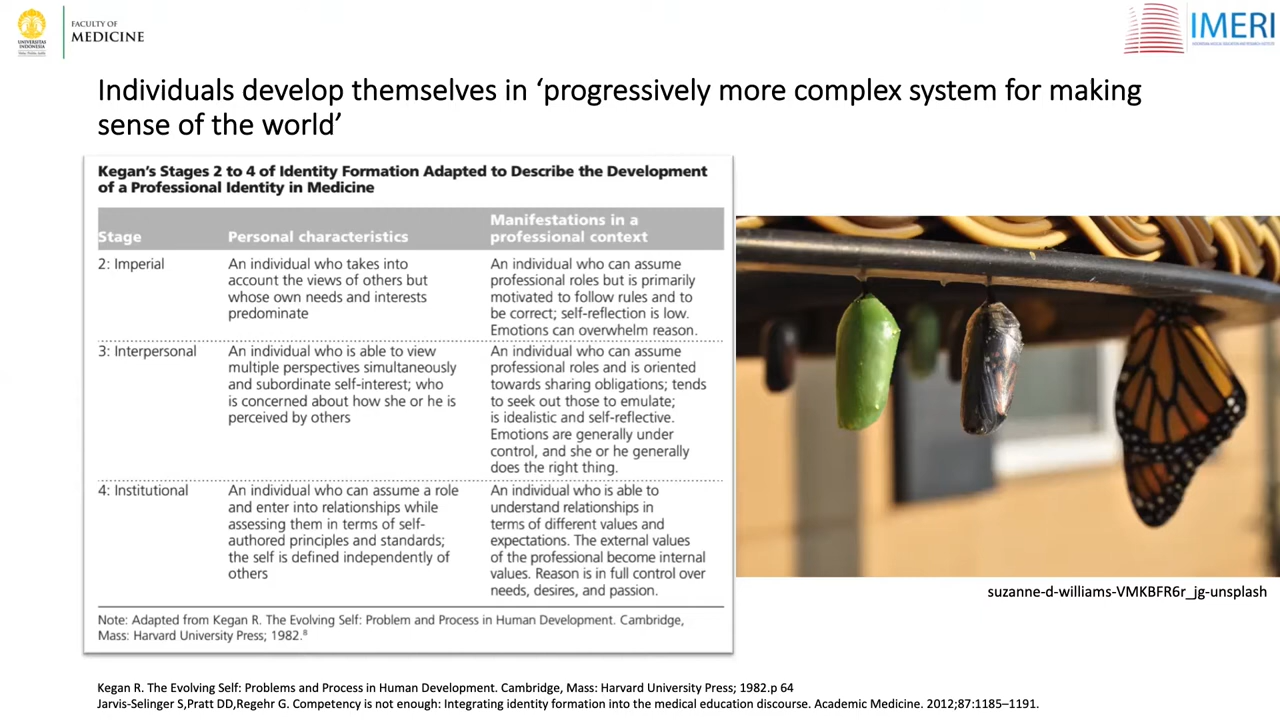 UNIVERSITAS
INDONESIA
FACULTY OF
MEDICINE
IMERI
Individuals develop themselves in ‘progressively more complex system for making
sense of the world’
Kegan’s Stages 2 to 4 of Identity Formation Adapted to Describe the Development
of a Professional Identity in Medicine
Stage
Personal characteristics
Manifestations in a
professional context
2: Imperial
An individual who takes into
account the views of others but
whose own needs and interests
predominate
An individual who can assume
professional roles but is primarily
motivated to follow rules and to
be correct; self-reflection is low.
Emotions can overwhelm reason.
3: Interpersonal
An individual who is able to view
multiple perspectives simultaneously
and subordinate self-interest; who
is concerned about how she or he is
perceived by others
An individual who can assume
professional roles and is oriented
towards sharing obligations; tends
to seek out those to emulate;
is idealistic and self-reflective.
Emotions are generally under
control, and she or he generally
does the right thing.
4: Institutional
An individual who can assume a role
and enter into relationships while
assessing them in terms of self-
authored principles and standards;
the self is defined independently of
others
An individual who is able to
understand relationships in
terms of different values and
expectations. The external values
of the professional become internal
values. Reason is in full control over
needs, desires, and passion.
Note: Adapted from Kegan R. The Evolving Self: Problem and Process in Human Development. Cambridge,
Mass: Harvard University Press; 1982.⁸
suzanne-d-williams-VMKBFR6r_jg-unsplash
Kegan R. The Evolving Self: Problems and Process in Human Development. Cambridge, Mass: Harvard University Press; 1982.p 64
Jarvis-Selinger S,Pratt DD,Regehr G. Competency is not enough: Integrating identity formation into the medical education discourse. Academic Medicine. 2012;87:1185–1191.